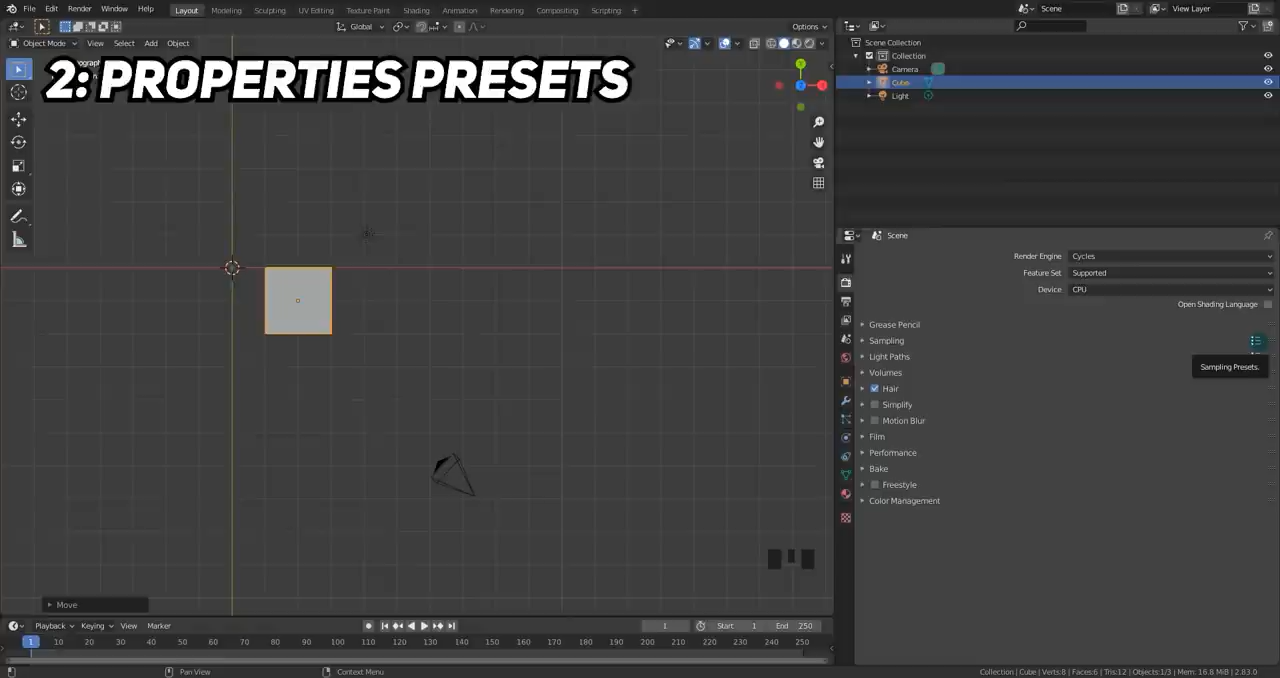 File Edit Render Window Help Layout Modeling Sculpting UV Editing Texture Paint Shading Animation Compositing Rendering Compositing Scripting + Scene View Layer
Global Options
Object Mode View Select Add Object
2: PROPERTIES PRESETS
Scene Collection
Collection
Camera
Cube
Light
Scene
Render Engine Cycles
Feature Set Supported
Device CPU
Open Shading Language
Grease Pencil
Sampling
Light Paths
Sampling Presets.
Volumes
Hair
Simplify
Motion Blur
Film
Performance
Bake
Freestyle
Color Management
Move
Playback Keying View Marker 1 Start 1 End 250
1 10 20 30 40 50 60 70 80 90 100 110 120 130 140 150 160 170 180 190 200 210 220 230 240 250
Pan View Context Menu Collection | Cube | Verts:8 | Faces:6 | Tris:12 | Objects:1/3 | Mem: 16.8 MiB | 2.83.0